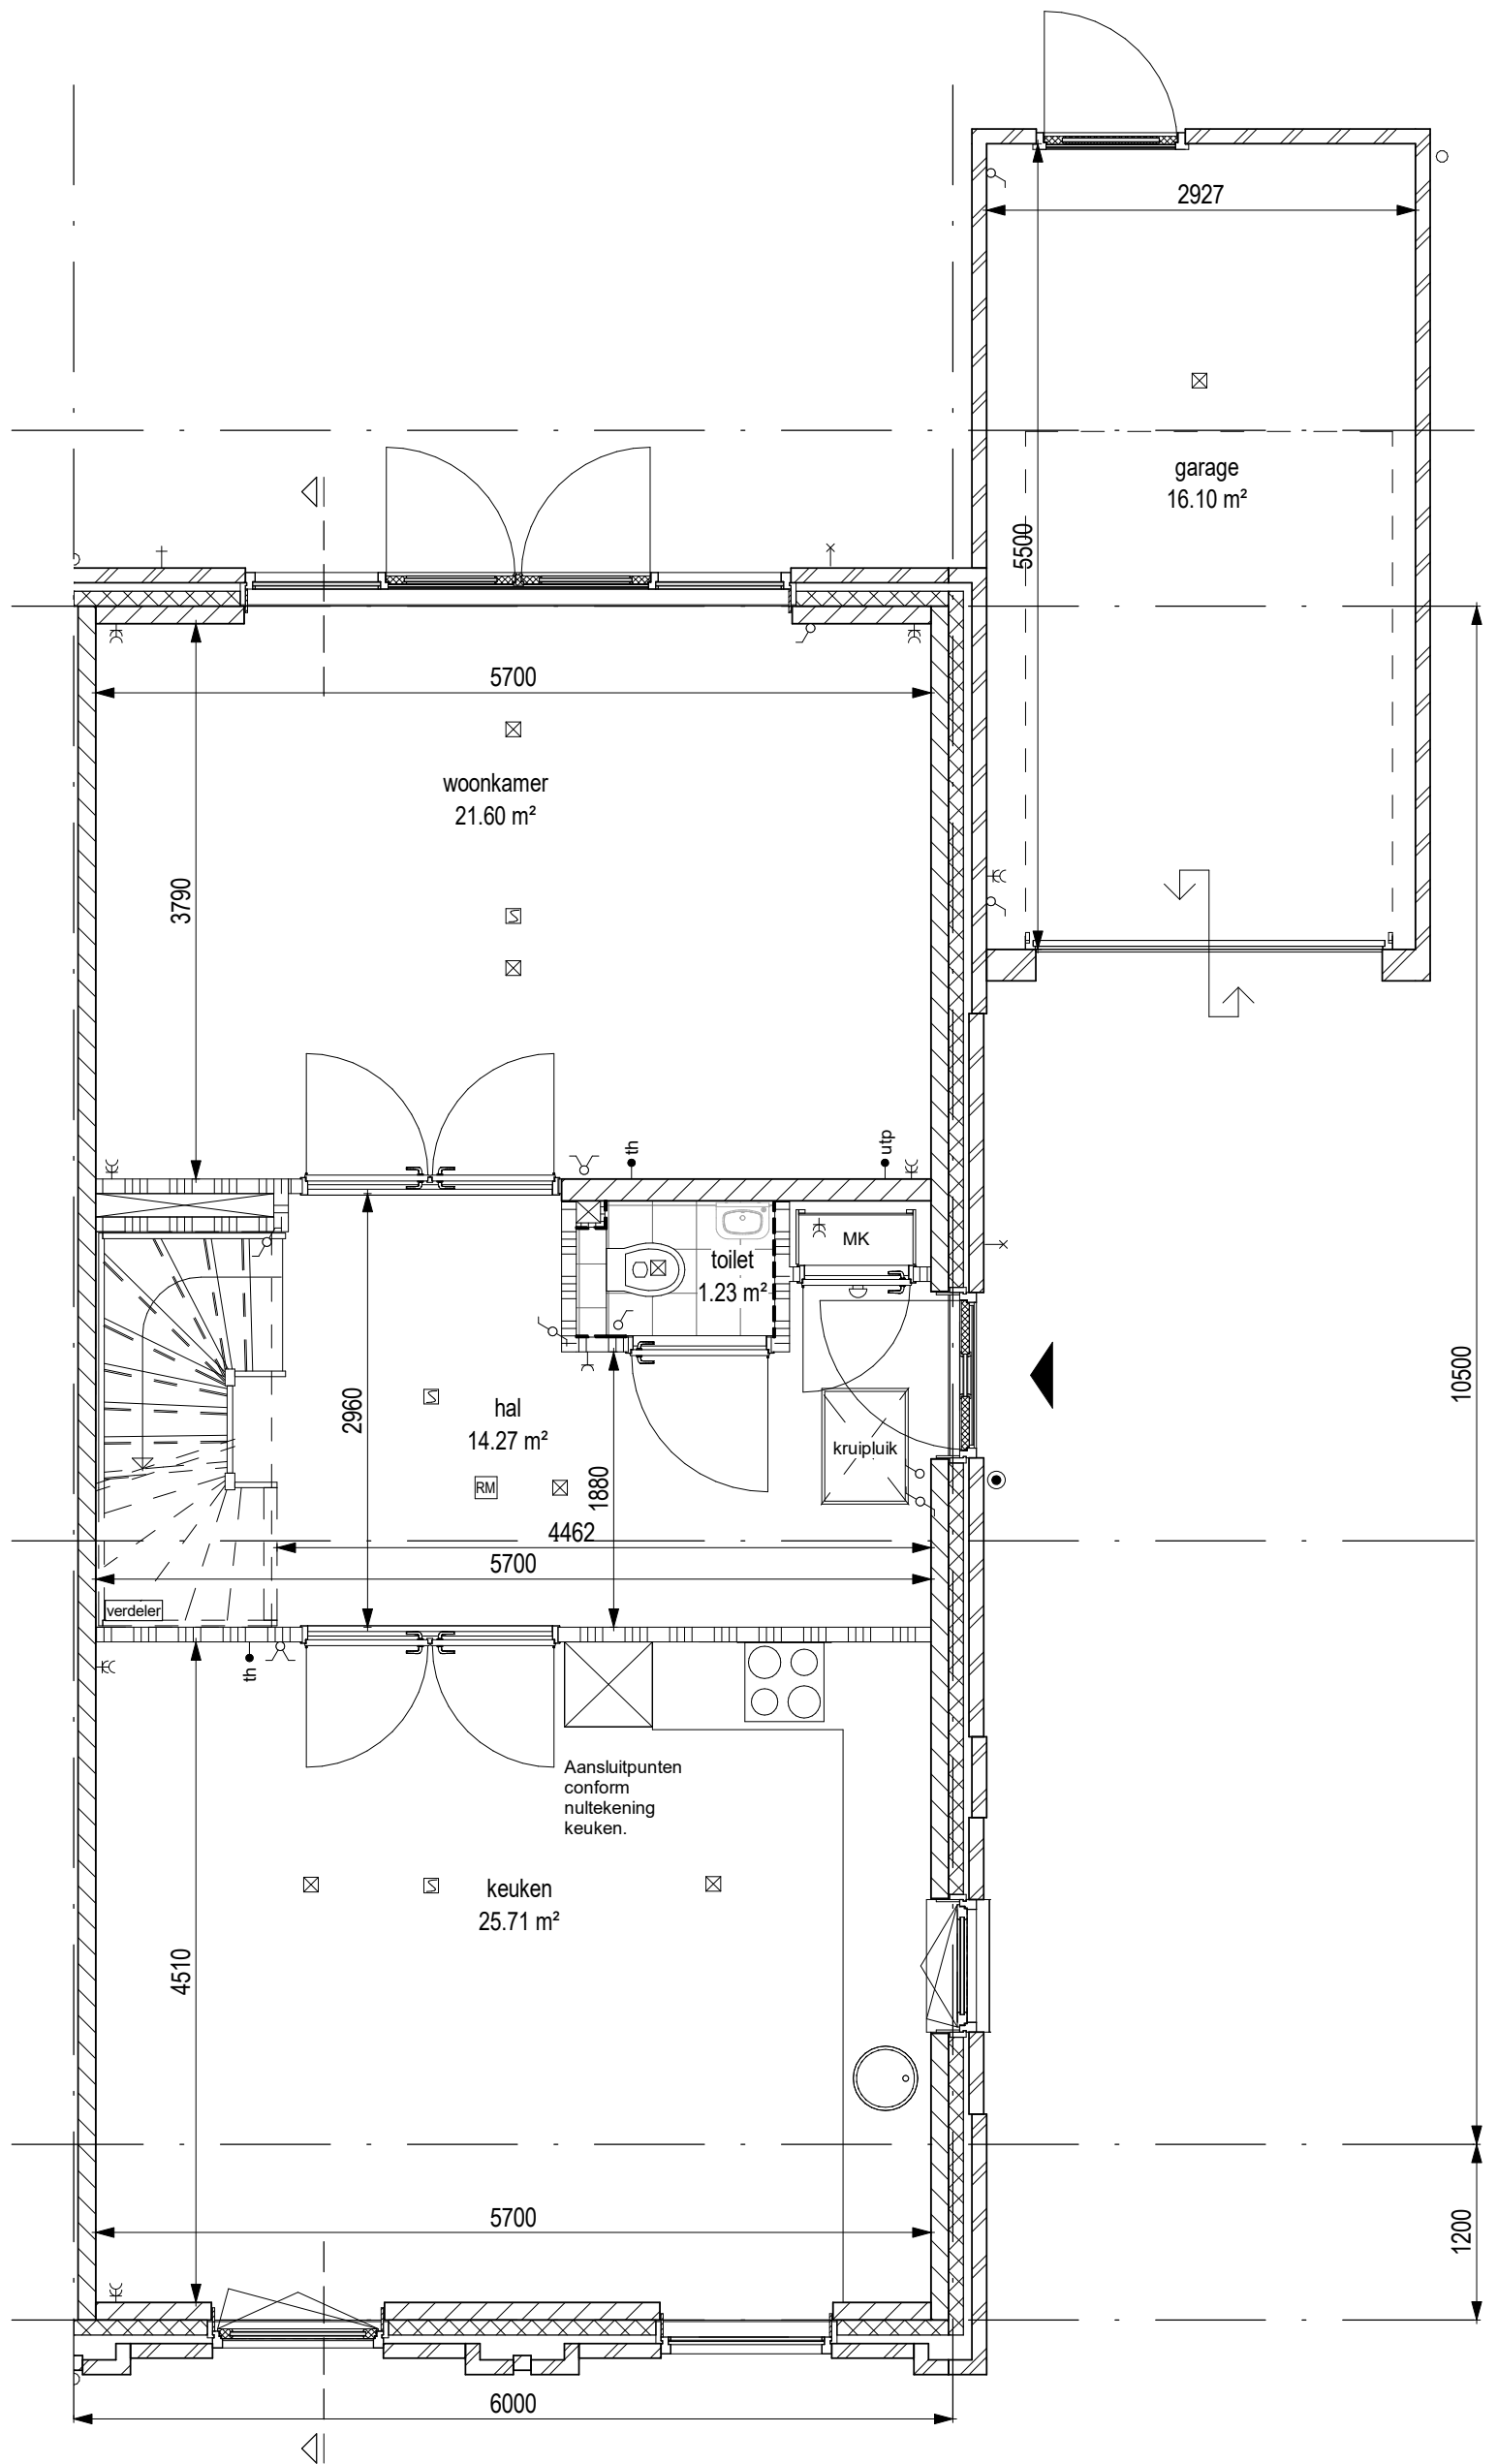 2927
garage
16.10 m²
5500
5700
woonkamer
21.60 m²
3790
th
utp
MK
toilet
1.23 m²
2960
hal
14.27 m²
kruipluik
RM
1880
10500
4462
5700
verdeler
th
Aansluitpunten
conform
nultekening
keuken.
keuken
25.71 m²
4510
5700
1200
6000